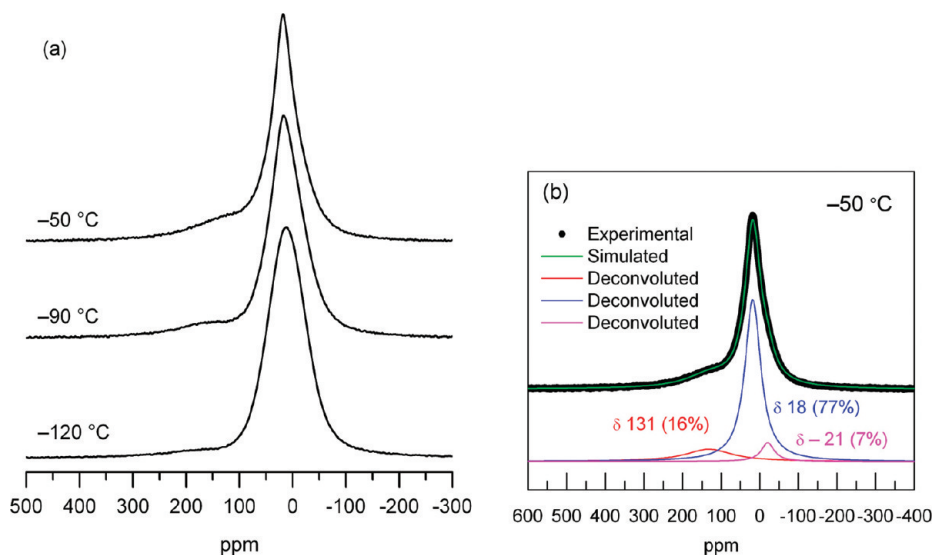 (a)
–50 °C
–90 °C
–120 °C
500 400 300 200 100 0 -100 -200 -300
ppm
(b)
–50 °C
Experimental
Simulated
Deconvoluted
Deconvoluted
Deconvoluted
δ 131 (16%)
δ 18 (77%)
δ – 21 (7%)
600 500 400 300 200 100 0 -100 -200 -300 -400
ppm